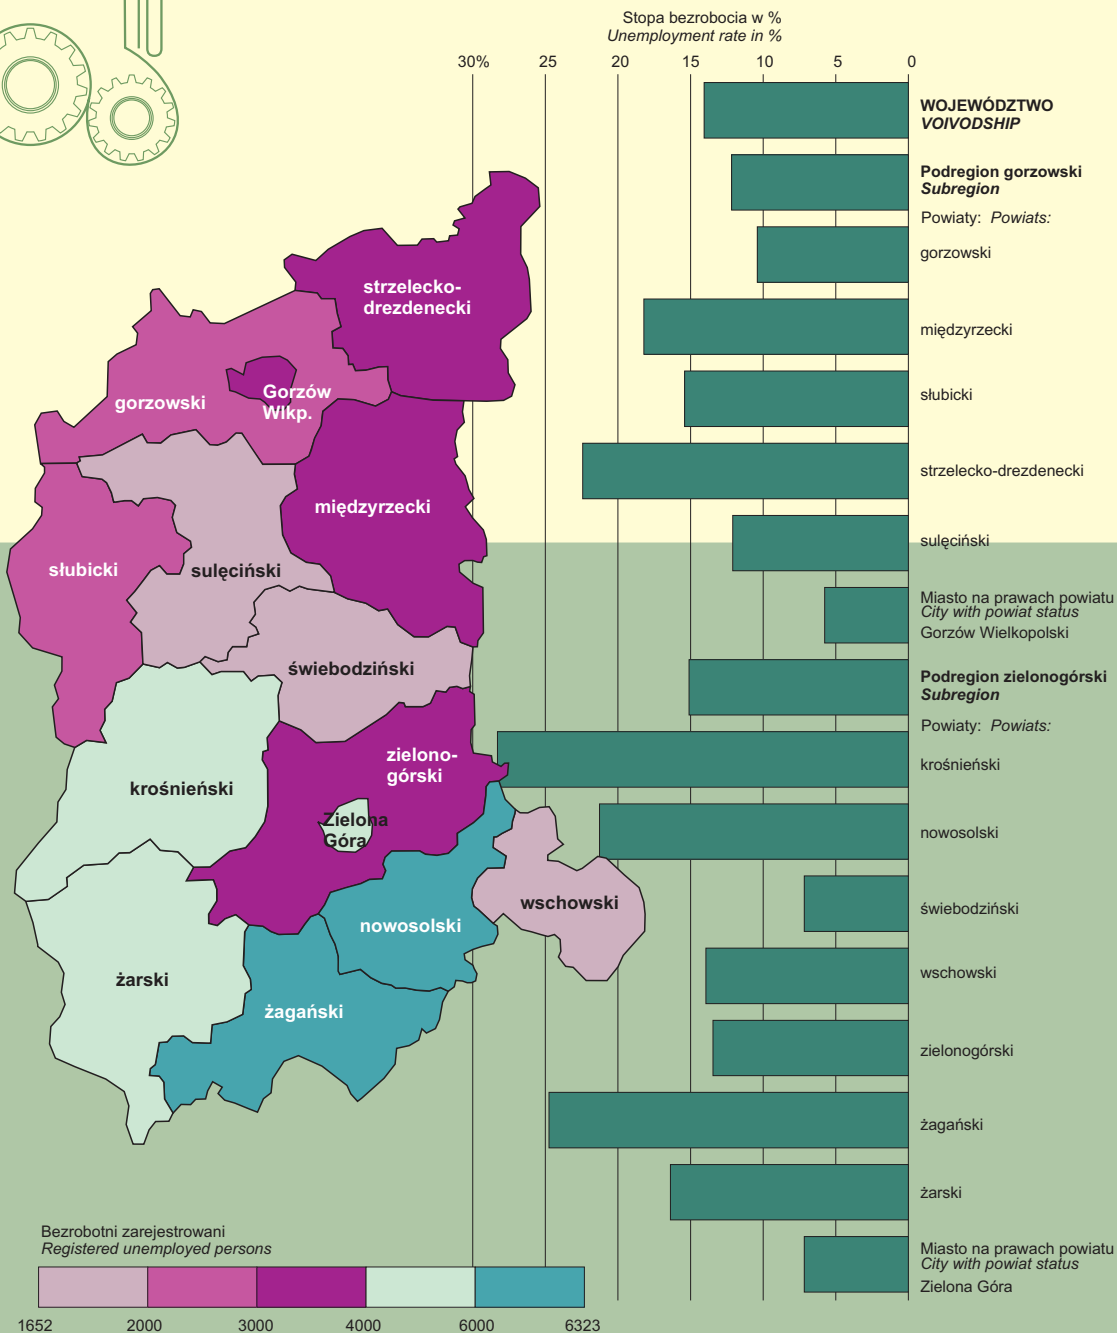 Stopa bezrobocia w %
Unemployment rate in %
30% 25 20 15 10 5 0
WOJEWÓDZTWO
VOIVODSHIP
Podregion gorzowski
Subregion
Powiaty: Powiats:
gorzowski
międzyrzecki
słubicki
strzelecko-drezdenecki
sulęciński
Miasto na prawach powiatu
City with powiat status
Gorzów Wielkopolski
Podregion zielonogórski
Subregion
Powiaty: Powiats:
krośnieński
nowosolski
świebodziński
wschowski
zielonogórski
żagański
żarski
Miasto na prawach powiatu
City with powiat status
Zielona Góra
strzelecko-
drezdenecki
gorzowski
Gorzów
Wlkp.
międzyrzecki
słubicki
sulęciński
świebodziński
zielono-
górski
krośnieński
Zielona
Góra
wschowski
nowosolski
żarski
żagański
Bezrobotni zarejestrowani
Registered unemployed persons
1652 2000 3000 4000 6000 6323